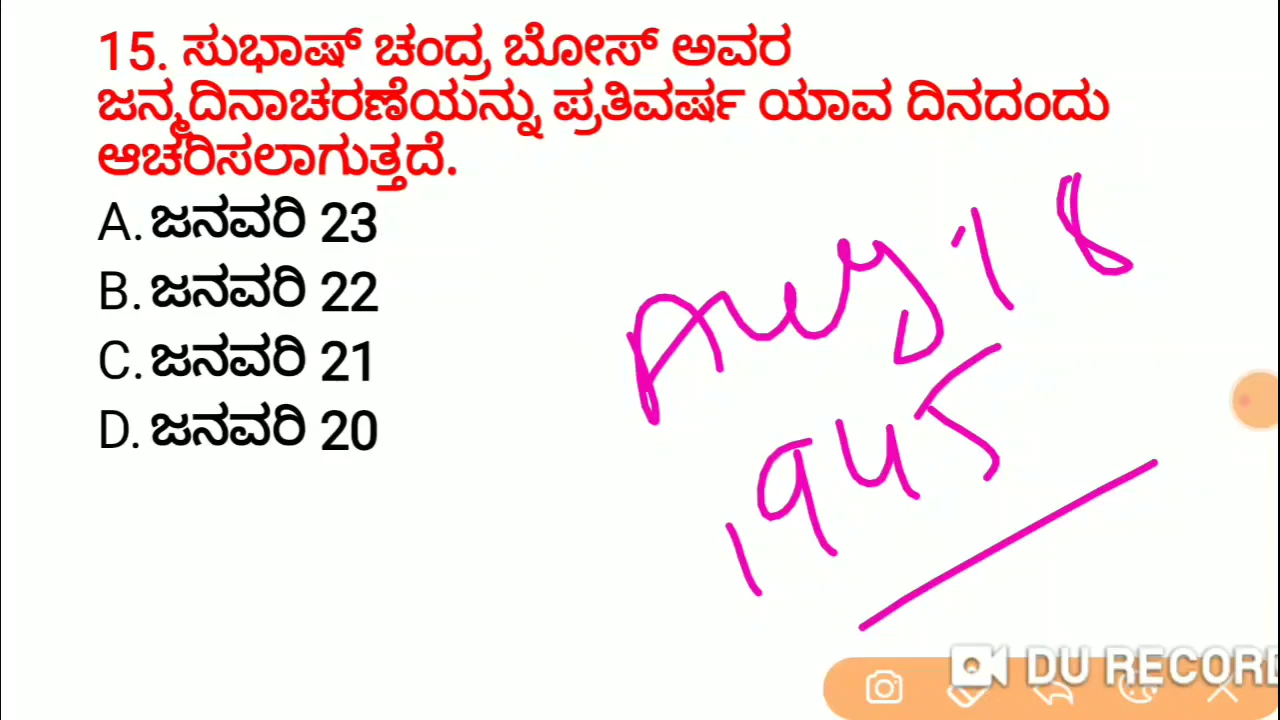 15. ಸುಭಾಷ್ ಚಂದ್ರ ಬೋಸ್ ಅವರ
ಜನ್ಮದಿನಾಚರಣೆಯನ್ನು ಪ್ರತಿವರ್ಷ ಯಾವ ದಿನದಂದು
ಆಚರಿಸಲಾಗುತ್ತದೆ.
A. ಜನವರಿ 23
B. ಜನವರಿ 22
C. ಜನವರಿ 21
D. ಜನವರಿ 20
Aug 18
1945
DU RECORD